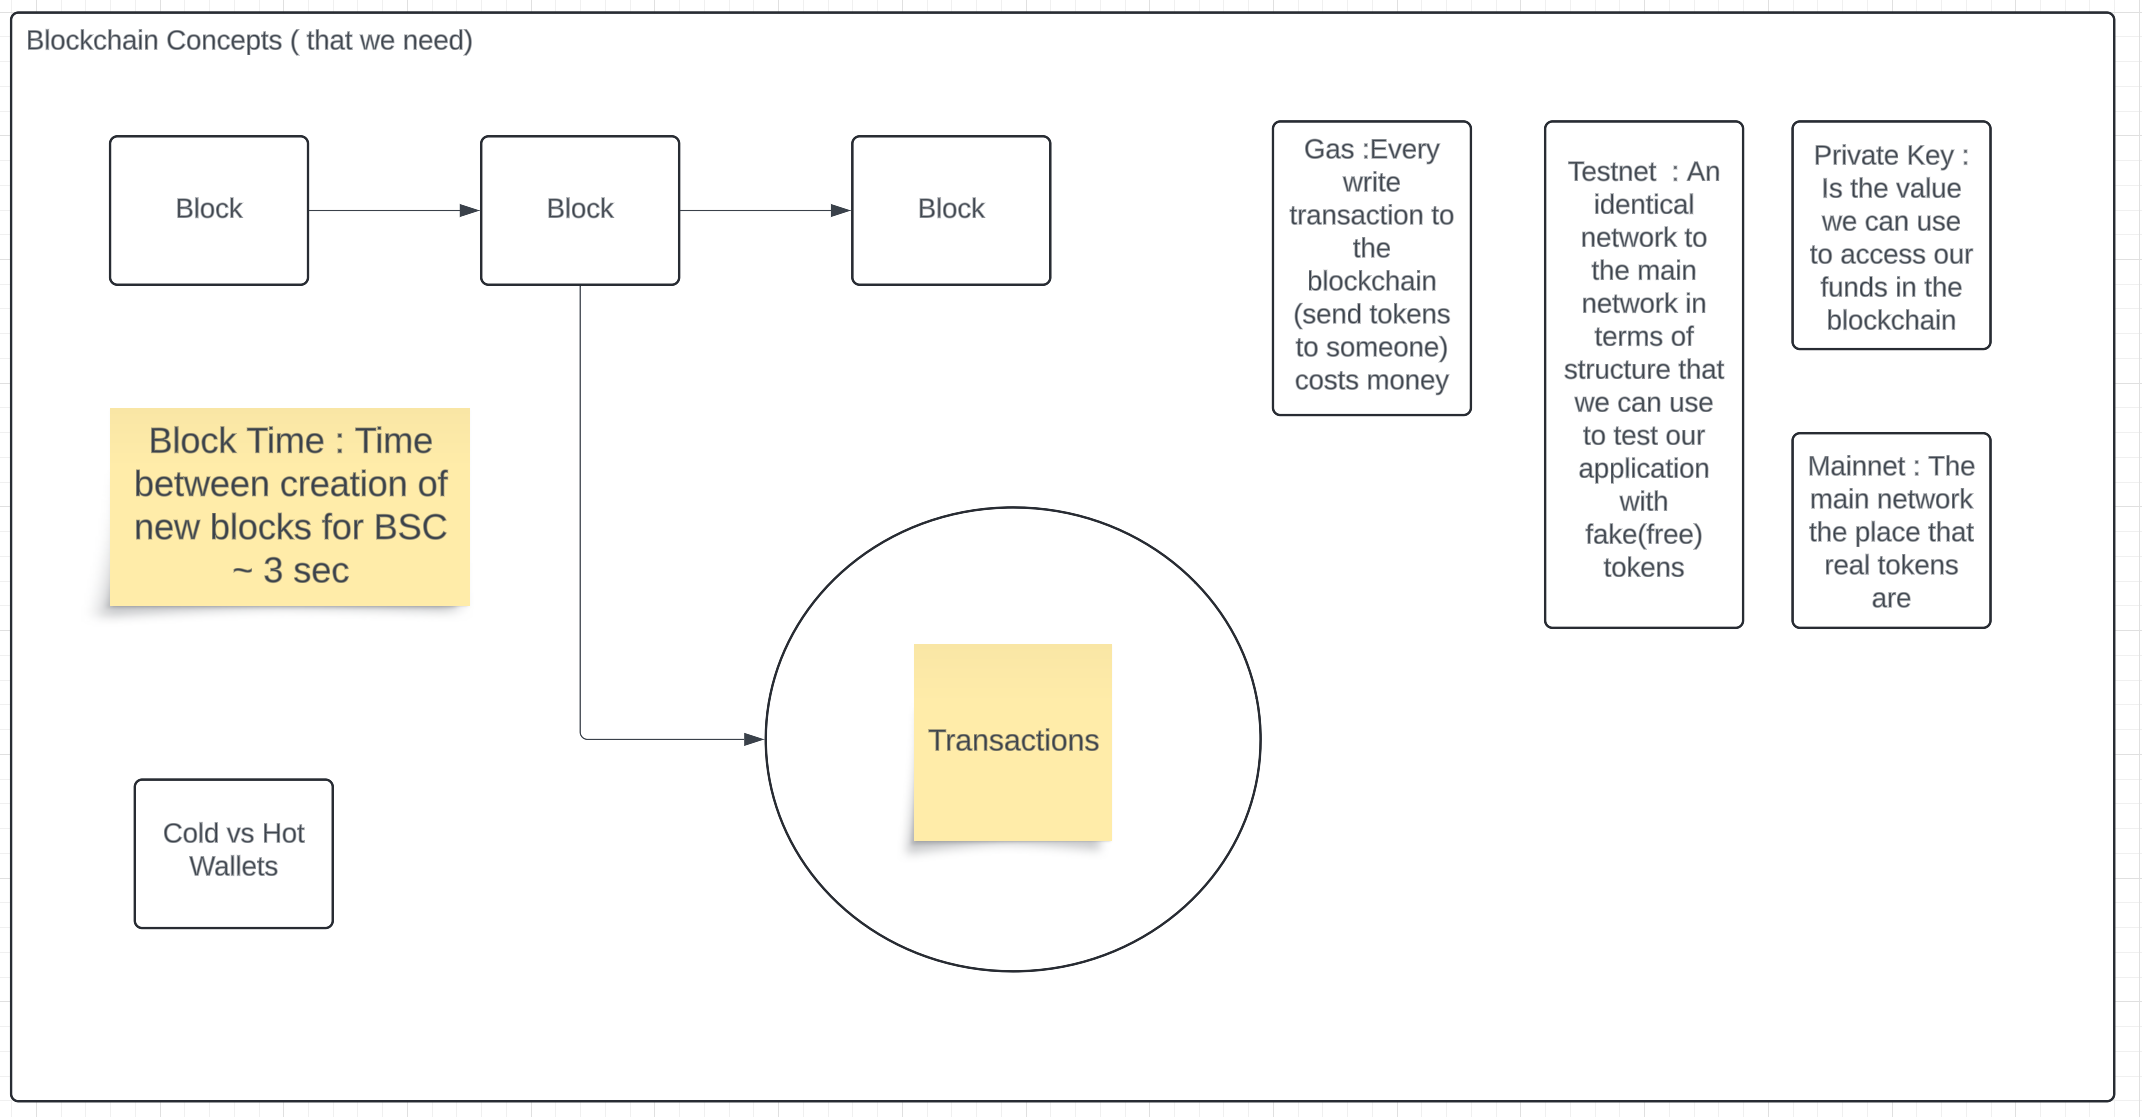 Blockchain Concepts ( that we need)
Block
Block
Block
Gas :Every
write
transaction to
the
blockchain
(send tokens
to someone)
costs money
Testnet  : An
identical
network to
the main
network in
terms of
structure that
we can use
to test our
application
with
fake(free)
tokens
Private Key :
Is the value
we can use
to access our
funds in the
blockchain
Mainnet : The
main network
the place that
real tokens
are
Block Time : Time
between creation of
new blocks for BSC
~ 3 sec
Transactions
Cold vs Hot
Wallets